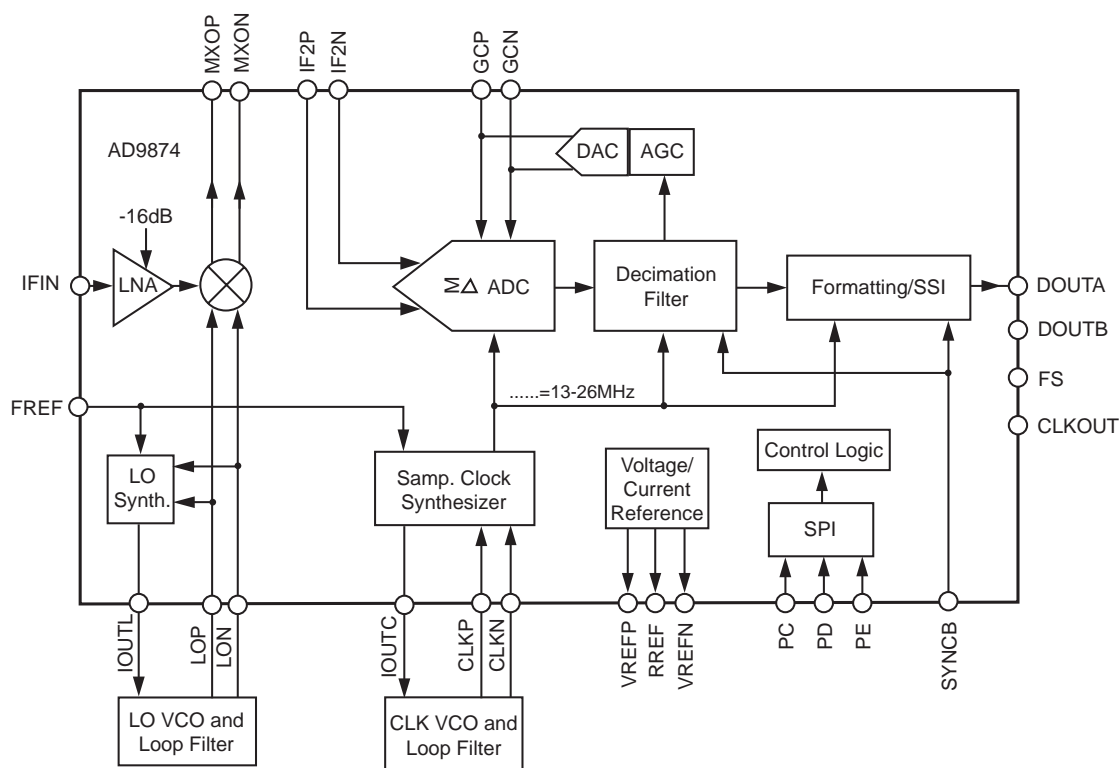 MXOP
MXON
IF2P
IF2N
GCP
GCN
AD9874
DAC
AGC
-16dB
IFIN
LNA
Σ Δ ADC
Decimation
Filter
Formatting/SSI
DOUTA
DOUTB
FS
CLKOUT
FREF
......=13-26MHz
LO
Synth.
Samp. Clock
Synthesizer
Voltage/
Current
Reference
Control Logic
SPI
IOUTL
LOP
LON
IOUTC
CLKP
CLKN
VREFP
RREF
VREFN
PC
PD
PE
SYNCB
LO VCO and
Loop Filter
CLK VCO and
Loop Filter